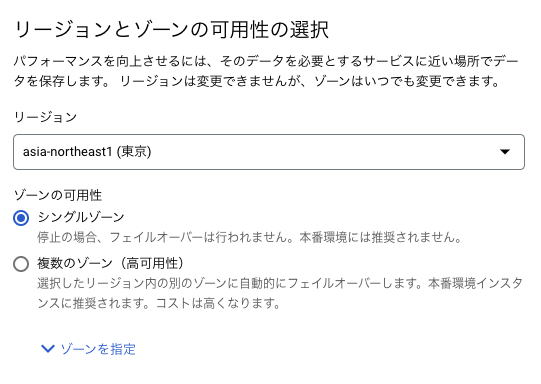 リージョンとゾーンの可用性の選択
パフォーマンスを向上させるには、そのデータを必要とするサービスに近い場所でデー
タを保存します。 リージョンは変更できませんが、ゾーンはいつでも変更できます。
リージョン
asia-northeast1 (東京)
ゾーンの可用性
シングルゾーン
停止の場合、フェイルオーバーは行われません。本番環境には推奨されません。
複数のゾーン（高可用性）
選択したリージョン内の別のゾーンに自動的にフェイルオーバーします。本番環境インスタ
ンスに推奨されます。コストは高くなります。
ゾーンを指定